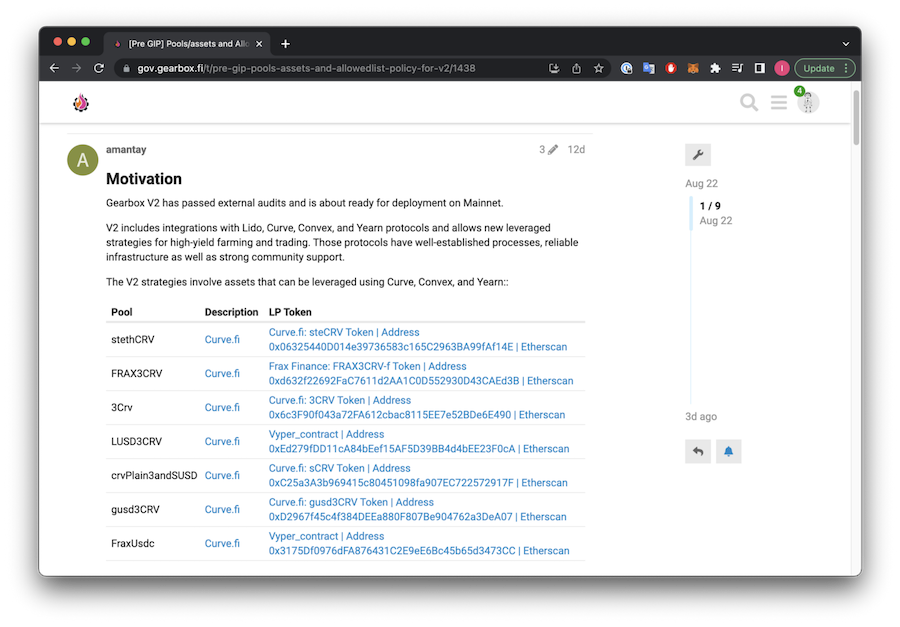 [Pre GIP] Pools/assets and Allo
gov.gearbox.fi/t/pre-gip-pools-assets-and-allowedlist-policy-for-v2/1438
I
Update
4
A
amantay
3
12d
Motivation
Gearbox V2 has passed external audits and is about ready for deployment on Mainnet.
V2 includes integrations with Lido, Curve, Convex, and Yearn protocols and allows new leveraged
strategies for high-yield farming and trading. Those protocols have well-established processes, reliable
infrastructure as well as strong community support.
The V2 strategies involve assets that can be leveraged using Curve, Convex, and Yearn::
Pool Description LP Token
stethCRV Curve.fi Curve.fi: steCRV Token | Address
0x06325440D014e39736583c165C2963BA99fAf14E | Etherscan
FRAX3CRV Curve.fi Frax Finance: FRAX3CRV-f Token | Address
0xd632f22692FaC7611d2AA1C0D552930D43CAEd3B | Etherscan
3Crv Curve.fi Curve.fi: 3CRV Token | Address
0x6c3F90f043a72FA612cbac8115EE7e52BDe6E490 | Etherscan
LUSD3CRV Curve.fi Vyper_contract | Address
0xEd279fDD11cA84bEef15AF5D39BB4d4bEE23F0cA | Etherscan
crvPlain3andSUSD Curve.fi Curve.fi: sCRV Token | Address
0xC25a3A3b969415c80451098fa907EC722572917F | Etherscan
gusd3CRV Curve.fi Curve.fi: gusd3CRV Token | Address
0xD2967f45c4f384DEEa880F807Be904762a3DeA07 | Etherscan
FraxUsdc Curve.fi Vyper_contract | Address
0x3175Df0976dFA876431C2E9eE6Bc45b65d3473CC | Etherscan
Aug 22
1 / 9
Aug 22
3d ago